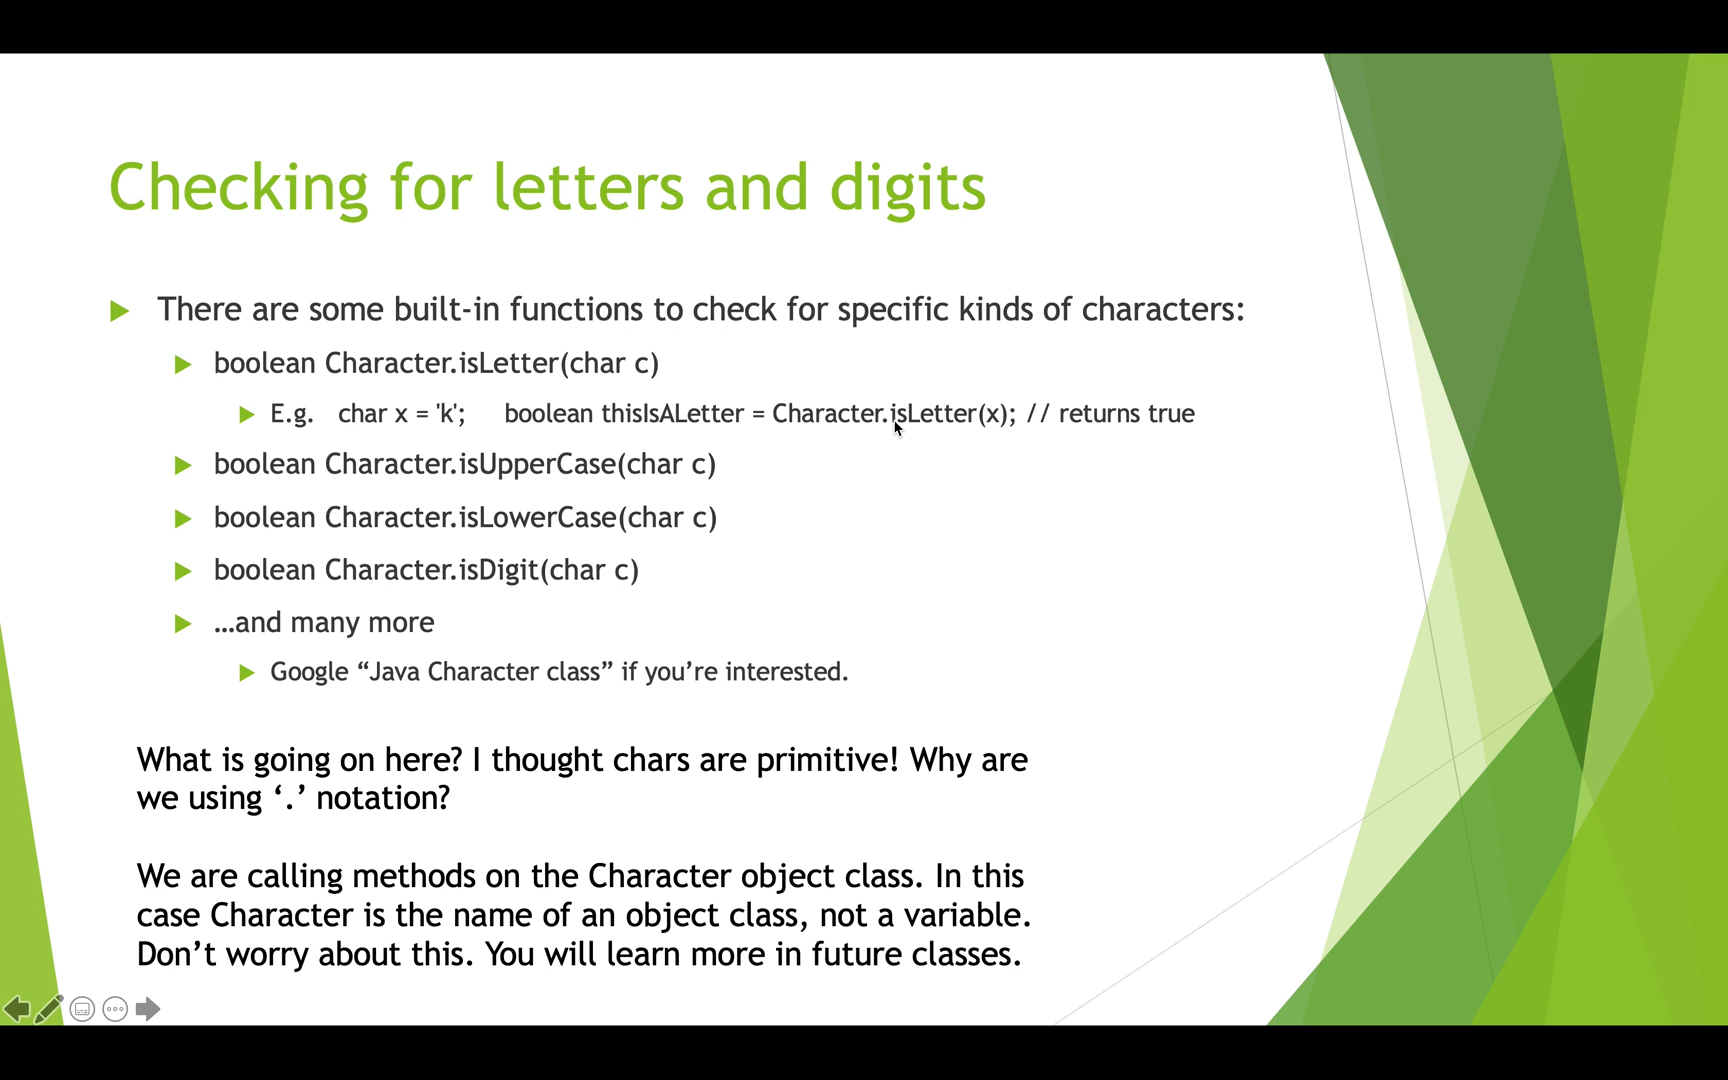 Checking for letters and digits
There are some built-in functions to check for specific kinds of characters:
boolean Character.isLetter(char c)
E.g. char x = 'k'; boolean thisIsALetter = Character.isLetter(x); // returns true
boolean Character.isUpperCase(char c)
boolean Character.isLowerCase(char c)
boolean Character.isDigit(char c)
…and many more
Google “Java Character class” if you’re interested.
What is going on here? I thought chars are primitive! Why are
we using ‘.’ notation?
We are calling methods on the Character object class. In this
case Character is the name of an object class, not a variable.
Don’t worry about this. You will learn more in future classes.